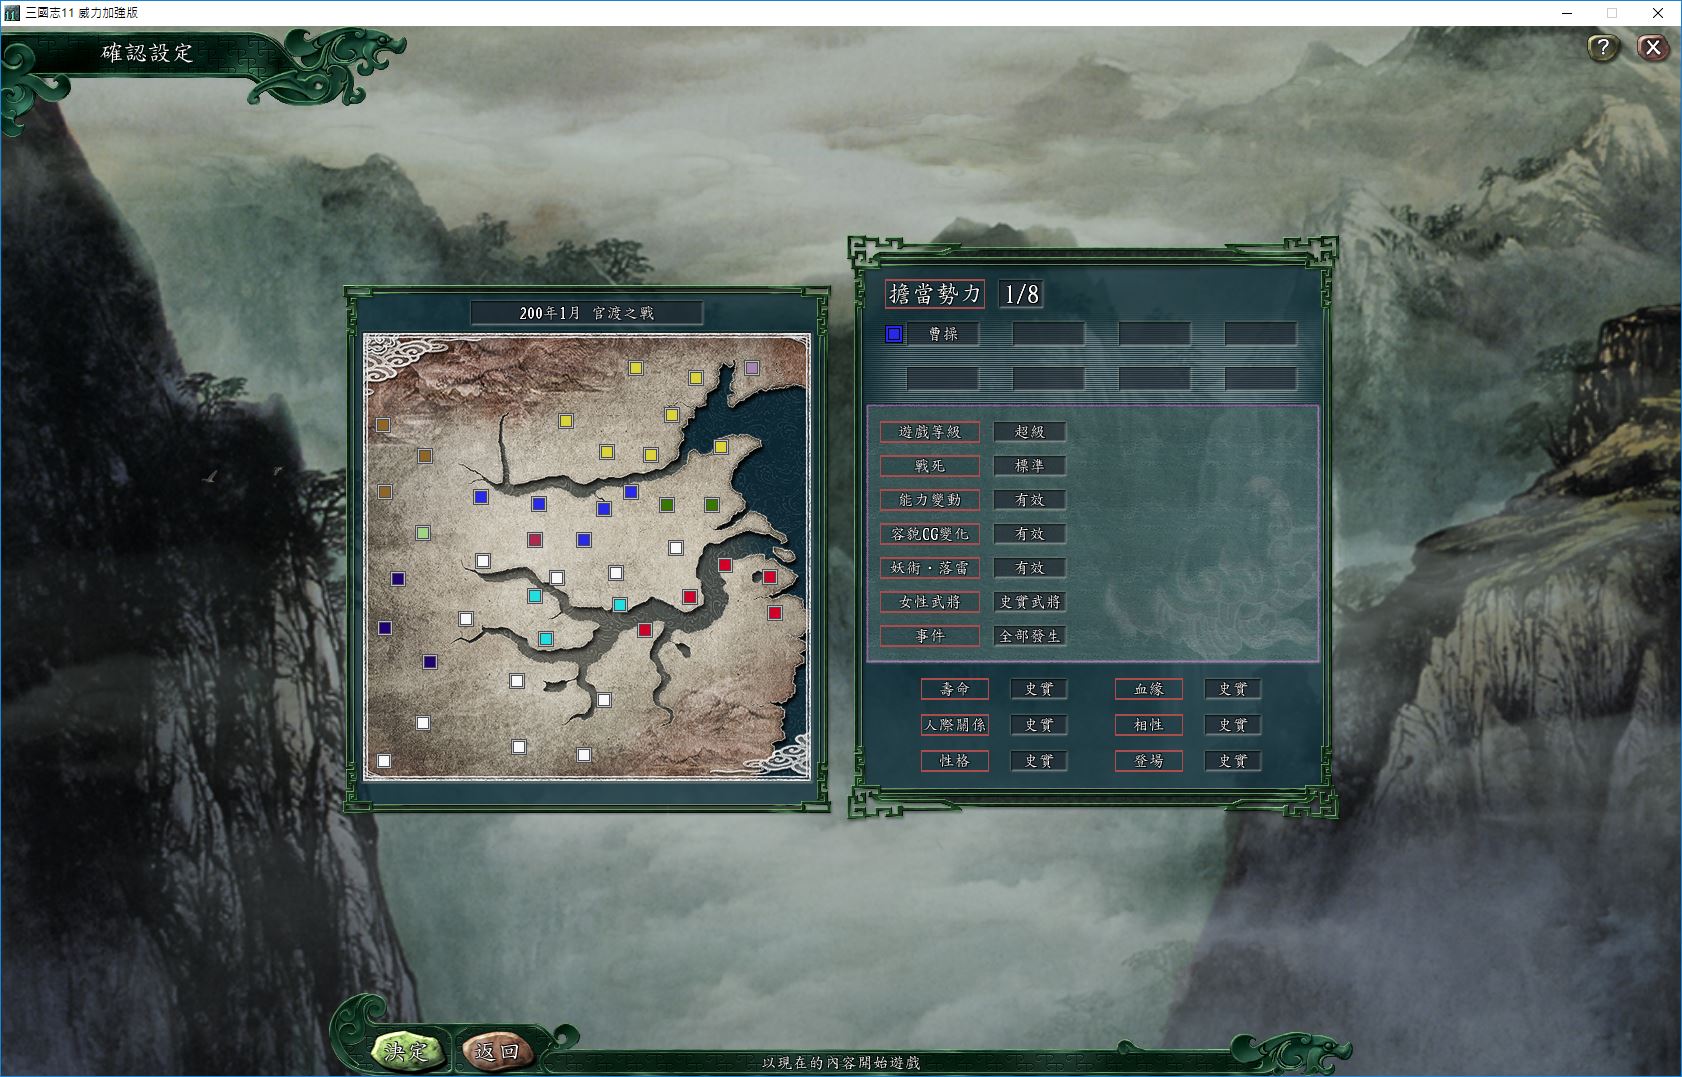 三國志11 威力加強版
確認設定
?
X
200年1月 官渡之戰
擔當勢力 1/8
曹操
遊戲等級 超級
戰死 標準
能力變動 有效
容貌CG變化 有效
妖術·落雷 有效
女性武將 史實武將
事件 全部發生
壽命 史實 血緣 史實
人際關係 史實 相性 史實
性格 史實 登場 史實
決定 返回
以現在的內容開始遊戲